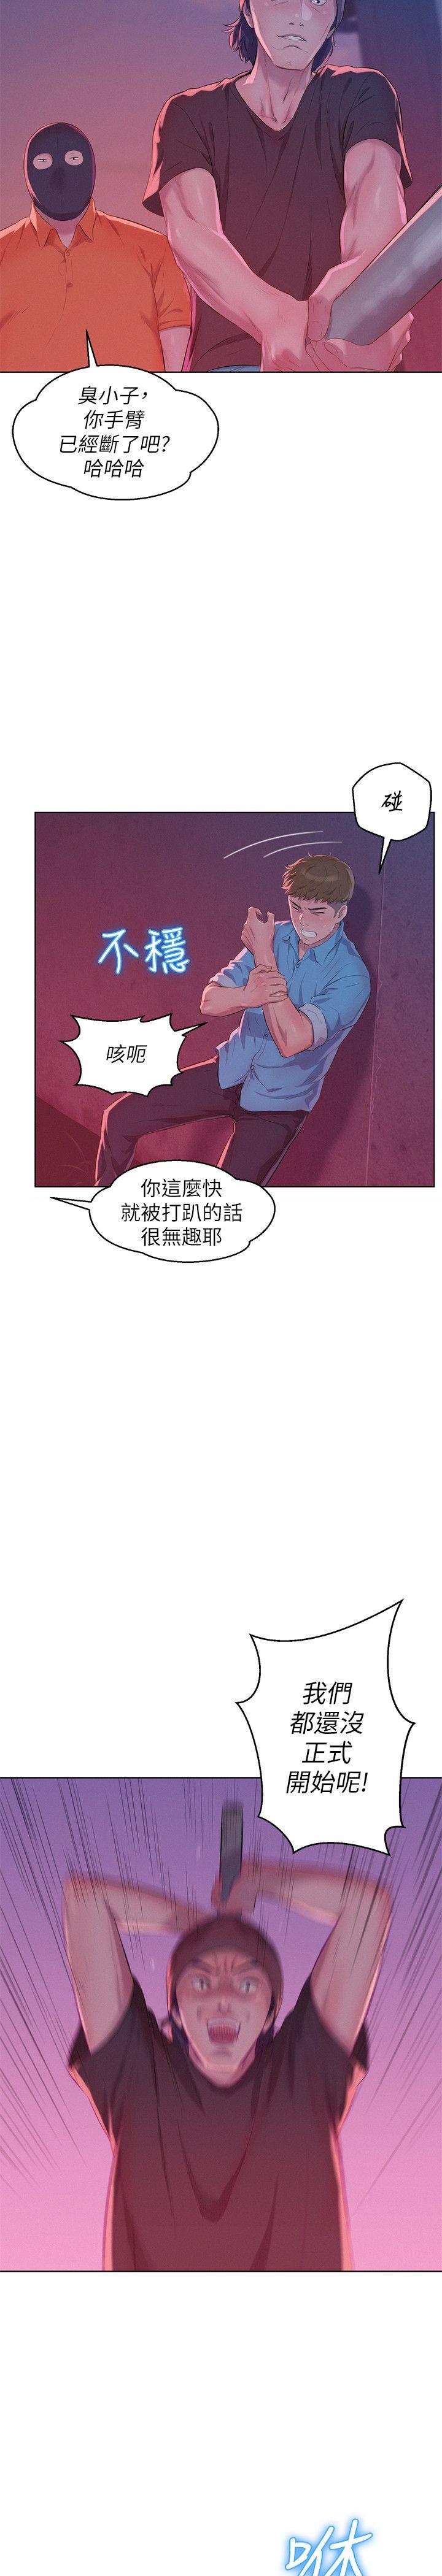 臭小子,
你手臂
已經斷了吧?
哈哈哈
碰
不穩
咳呃
你這麼快
就被打趴的話
很無趣耶
我們
都還沒
正式
開始呢!
咻